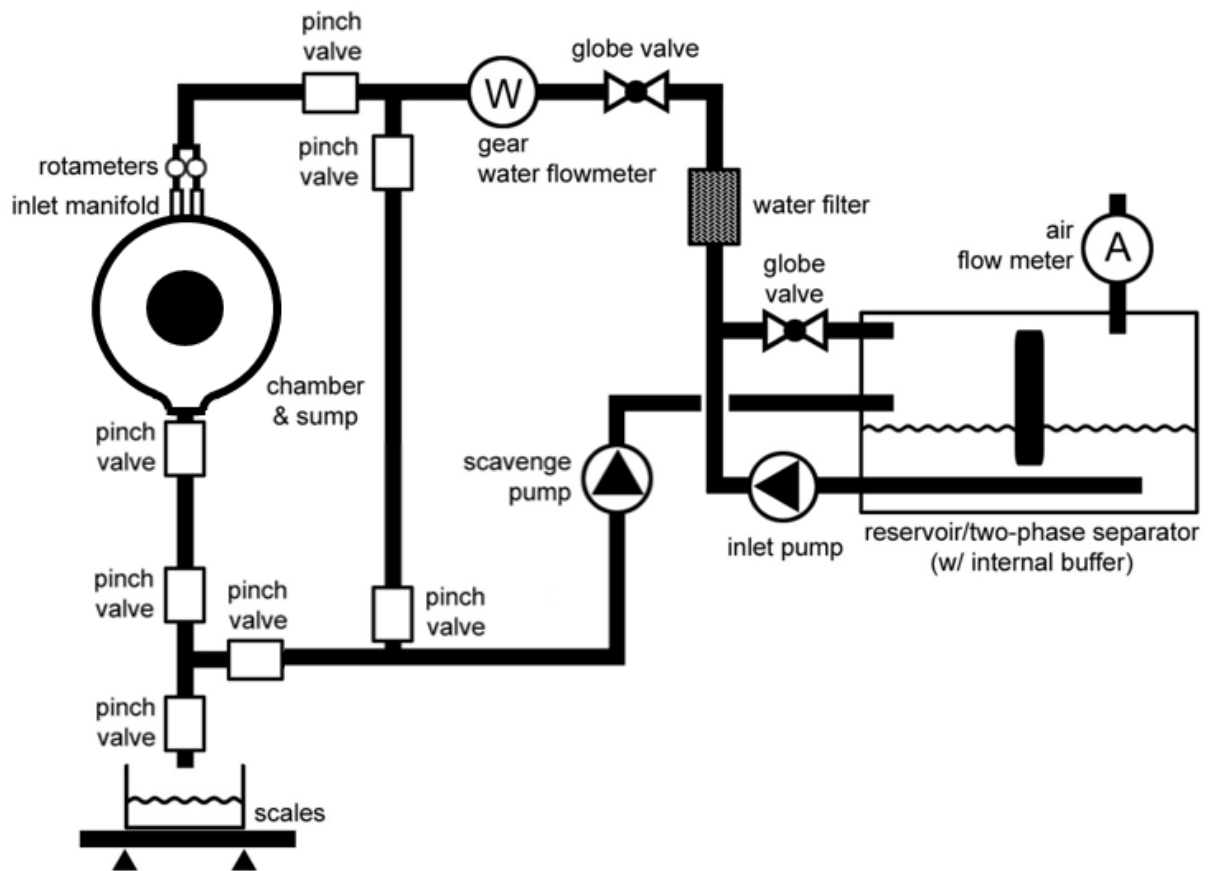 pinch
valve
globe valve
W
pinch
valve
gear
water flowmeter
rotameters
inlet manifold
water filter
air
flow meter
A
globe
valve
chamber
& sump
pinch
valve
scavenge
pump
inlet pump
reservoir/two-phase separator
(w/ internal buffer)
pinch
valve
pinch
valve
pinch
valve
pinch
valve
scales